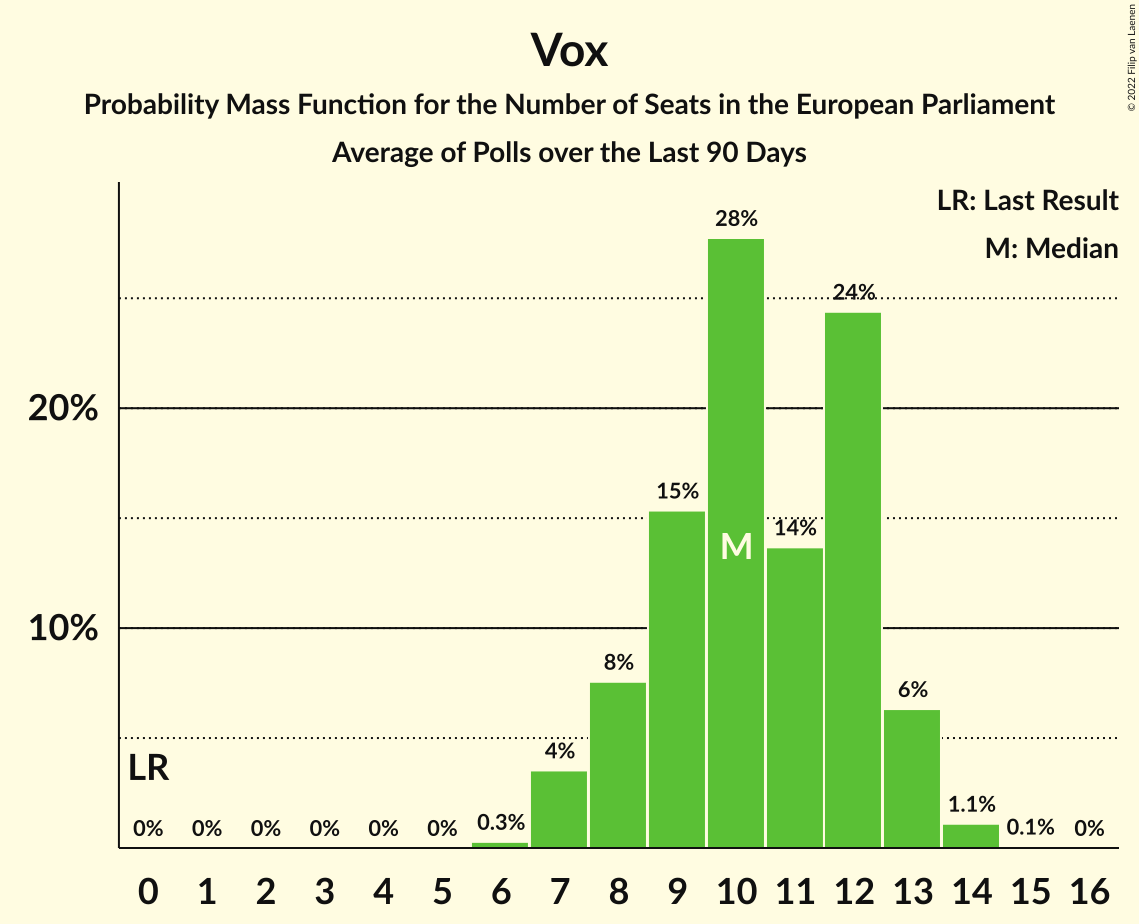 Vox
Probability Mass Function for the Number of Seats in the European Parliament
Average of Polls over the Last 90 Days
© 2022 Filip van Laenen
LR: Last Result
M: Median
20%
10%
LR
M
0% 0% 0% 0% 0% 0% 0.3% 4% 8% 15% 28% 14% 24% 6% 1.1% 0.1% 0%
0 1 2 3 4 5 6 7 8 9 10 11 12 13 14 15 16